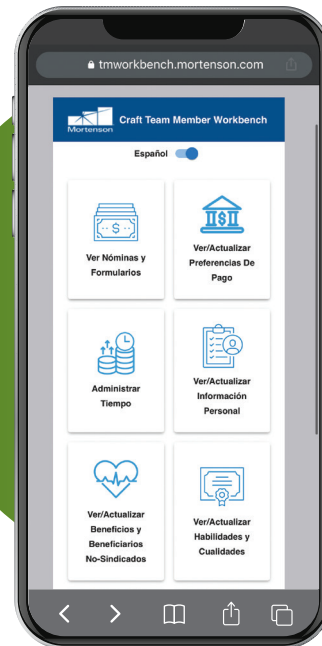 tmworkbench.mortenson.com
Mortenson
Craft Team Member Workbench
Español
$
Ver Nóminas y
Formularios
$
Ver/Actualizar
Preferencias De
Pago
Administrar
Tiempo
Ver/Actualizar
Información
Personal
Ver/Actualizar
Beneficios y
Beneficiarios
No-Sindicados
Ver/Actualizar
Habilidades y
Cualidades